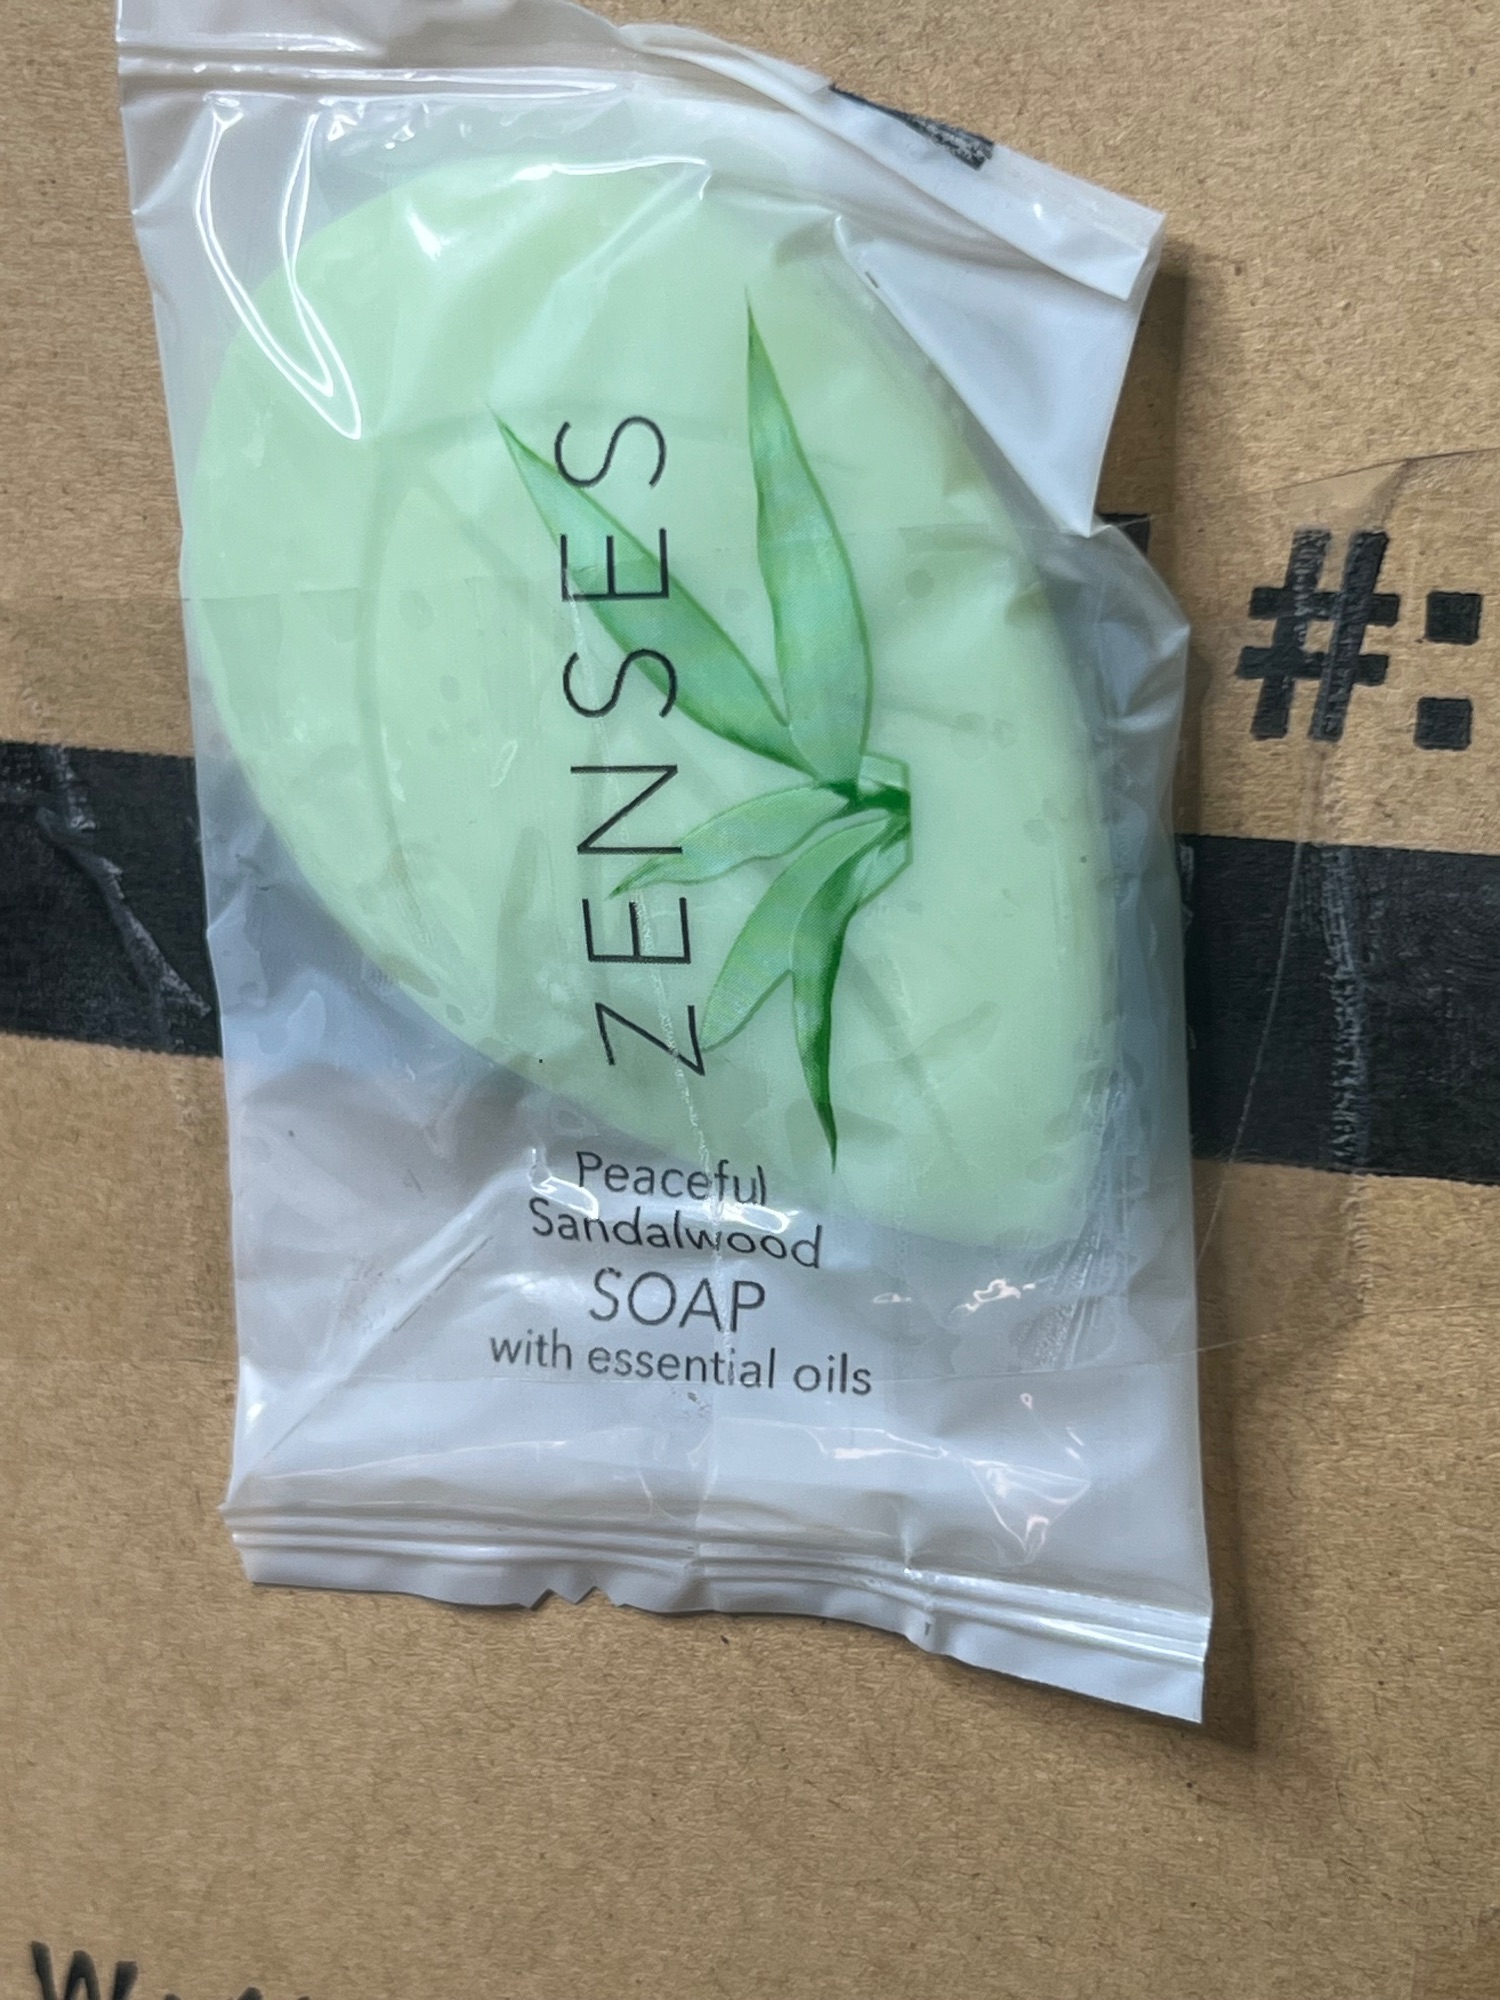 ZENSES
Peaceful
Sandalwood
SOAP
with essential oils
#: